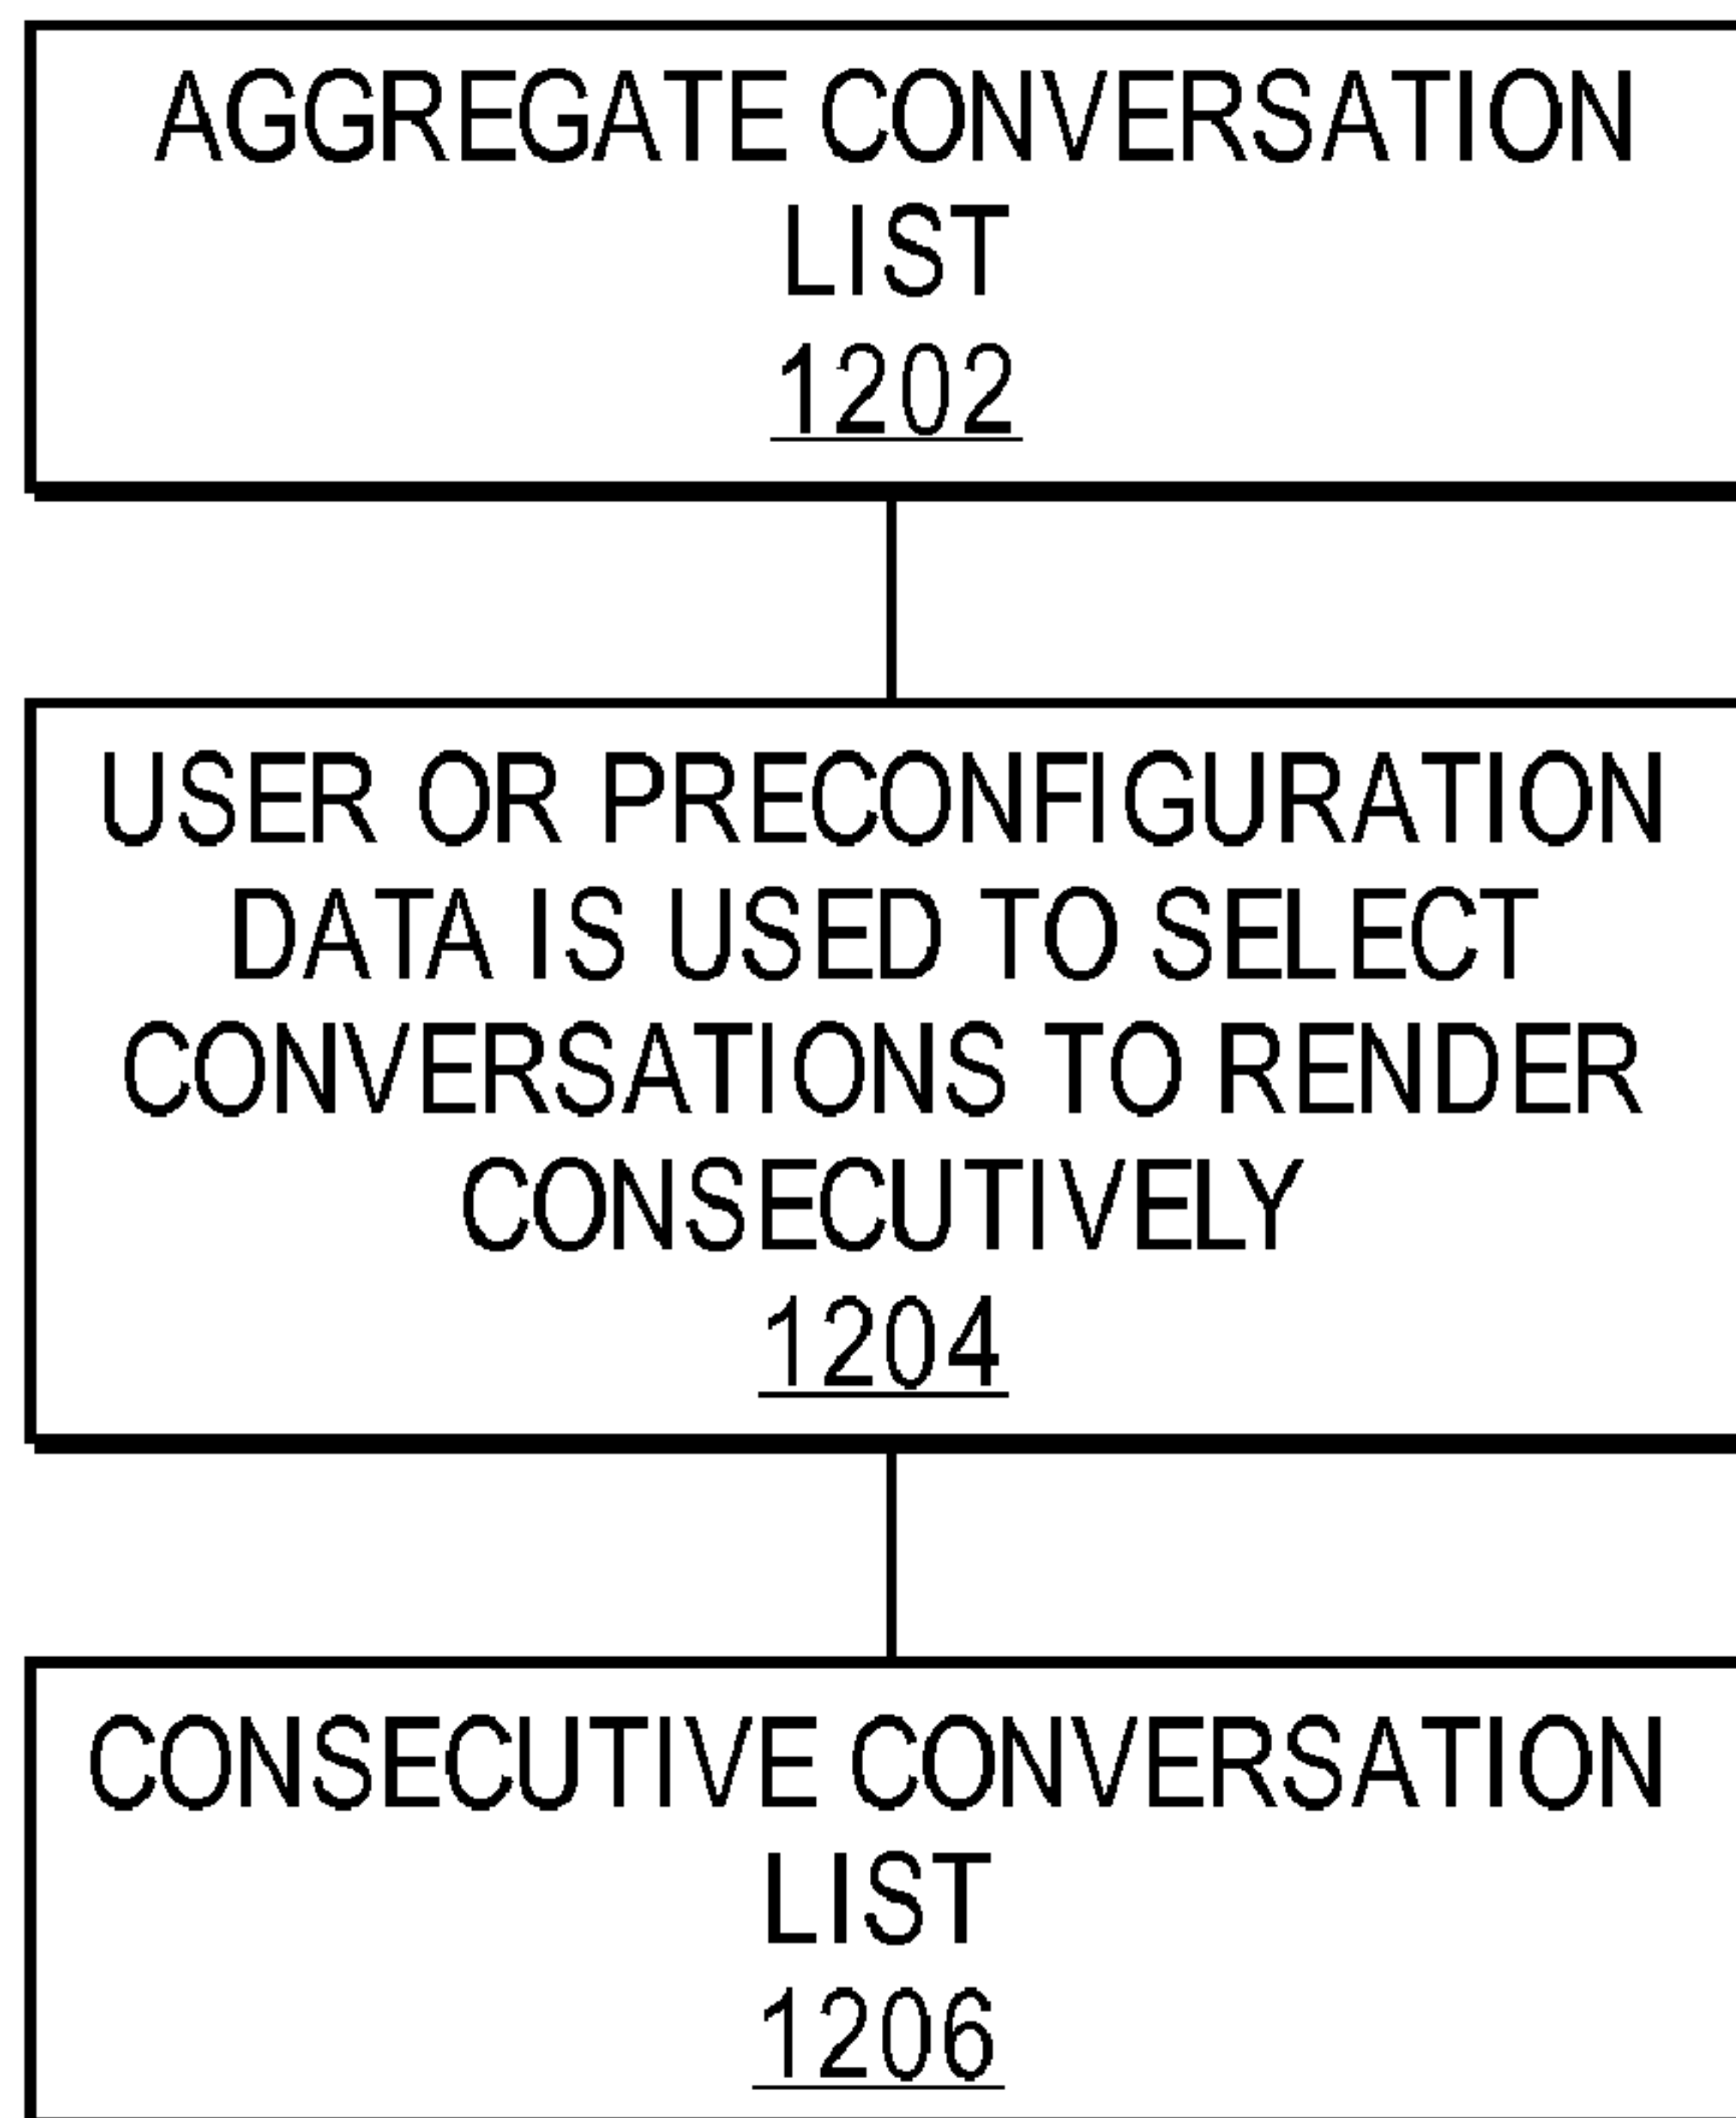 AGGREGATE CONVERSATION
LIST
1202
USER OR PRECONFIGURATION
DATA IS USED TO SELECT
CONVERSATIONS TO RENDER
CONSECUTIVELY
1204
CONSECUTIVE CONVERSATION
LIST
1206